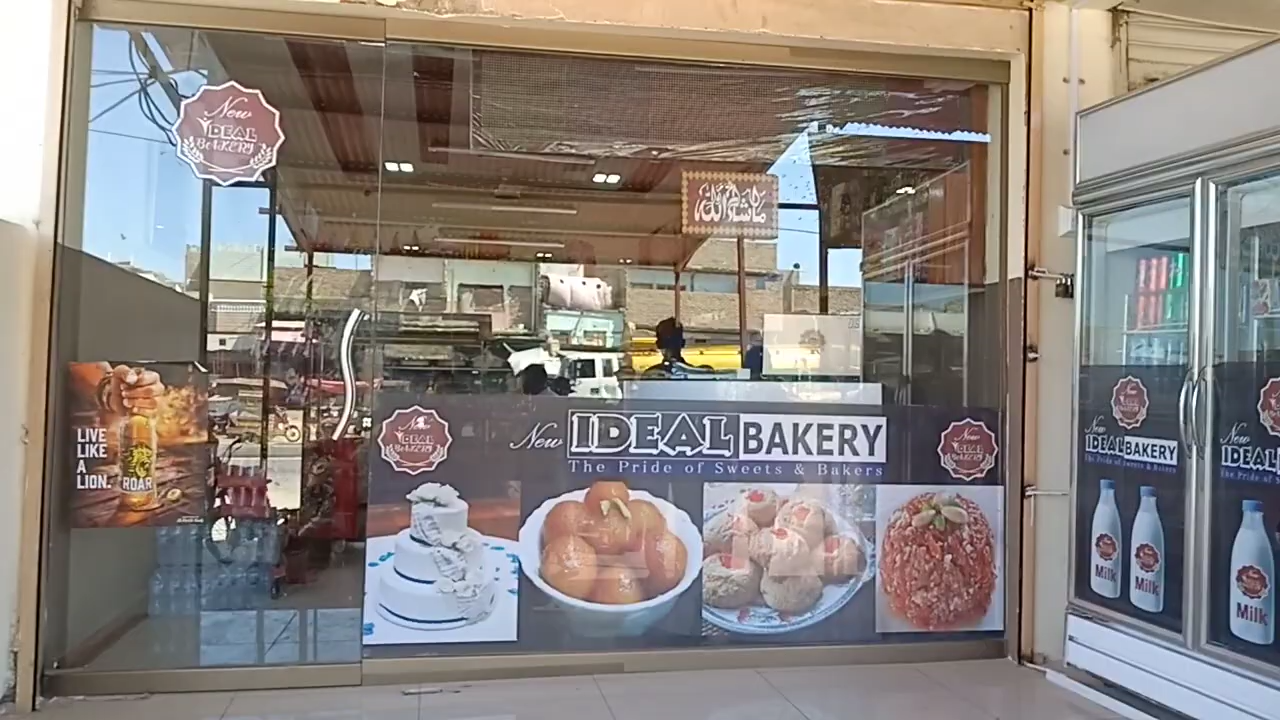 New
IDEAL
BAKERY
ماشاءالله
LIVE
LIKE
A
LION.
ROAR
New
IDEAL
BAKERY
New IDEAL BAKERY
The Pride of Sweets & Bakers
New
IDEAL
BAKERY
New
IDEAL BAKERY
The Pride of Sweets & Bakery
Milk
Milk
New
IDEAL
Milk